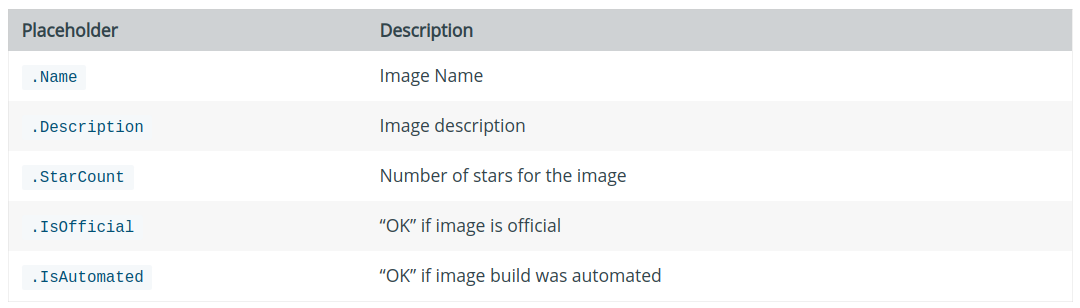 Placeholder Description
.Name Image Name
.Description Image description
.StarCount Number of stars for the image
.IsOfficial “OK” if image is official
.IsAutomated “OK” if image build was automated